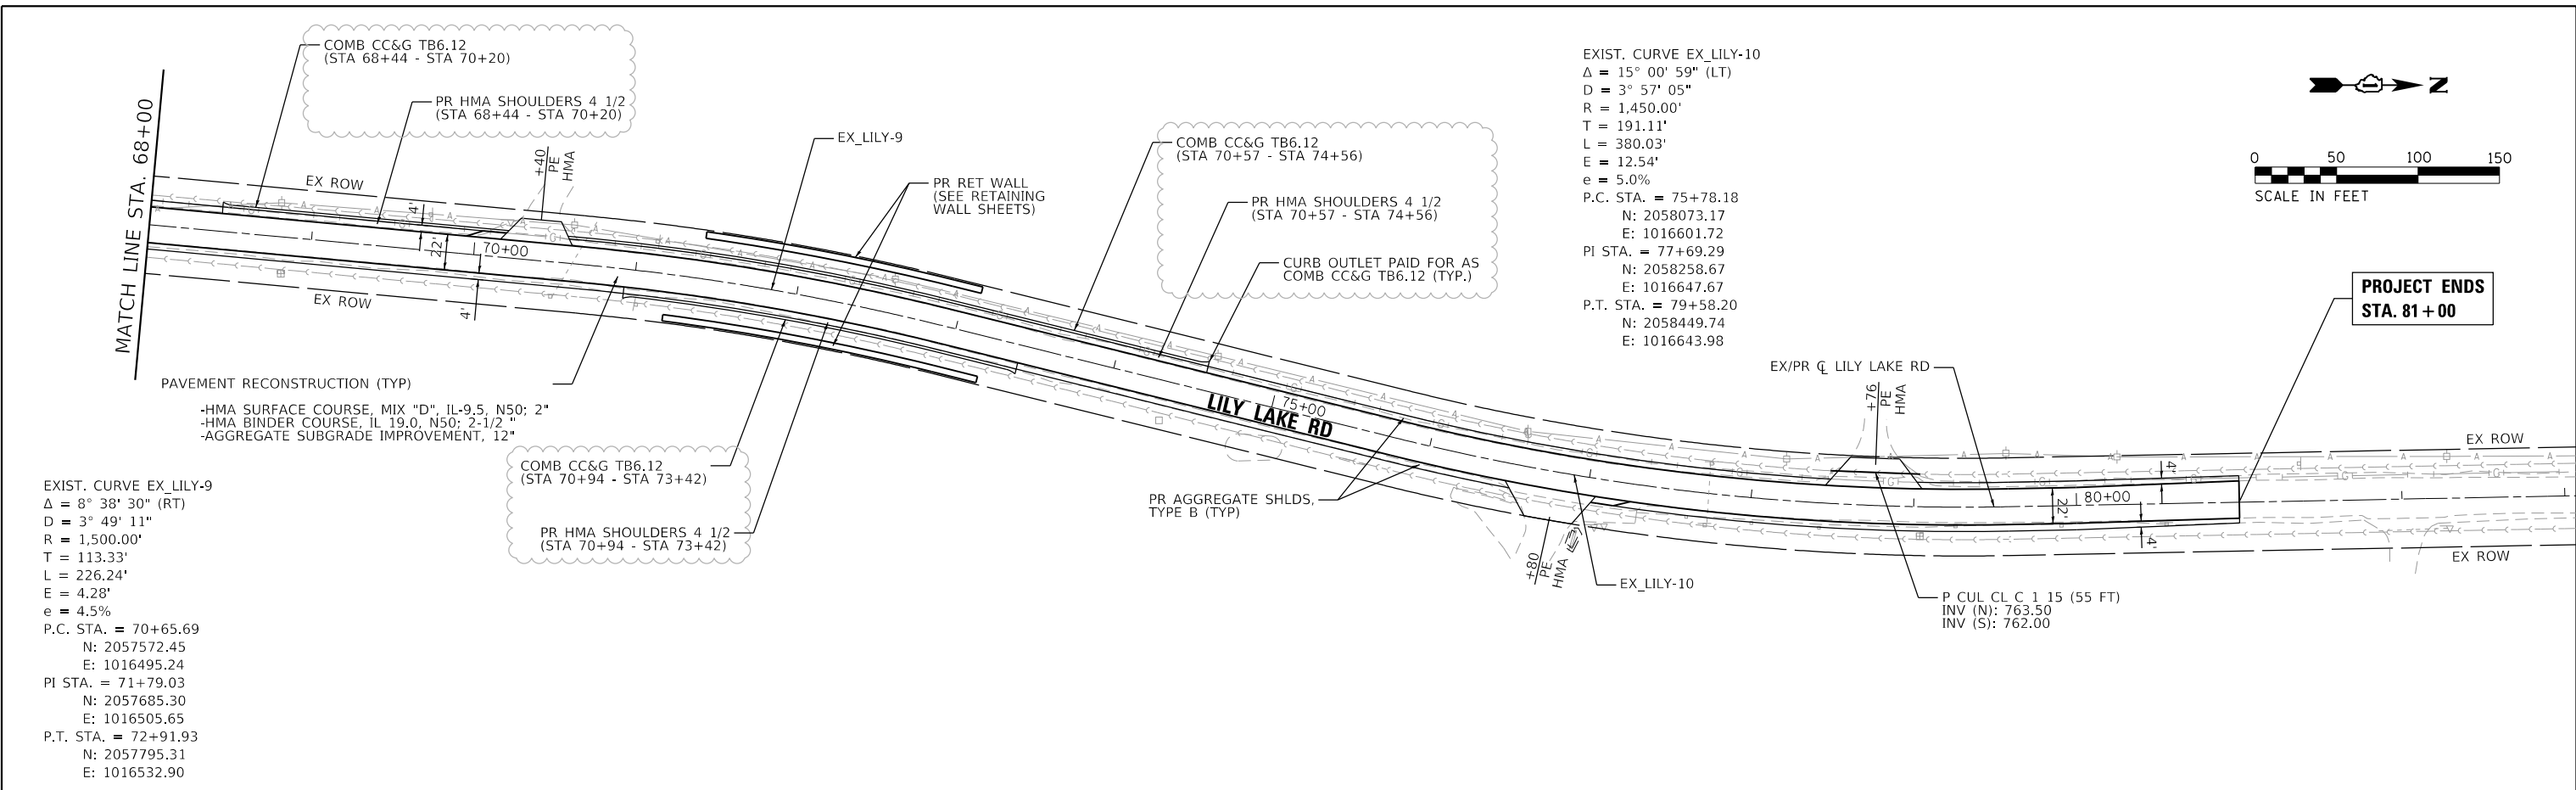 COMB CC&G TB6.12
(STA 68+44 - STA 70+20)
PR HMA SHOULDERS 4 1/2
(STA 68+44 - STA 70+20)
MATCH LINE STA. 68+00
EX ROW
+40
PE
HMA
EX_LILY-9
PR RET WALL
(SEE RETAINING
WALL SHEETS)
4'
22'
4'
70+00
EX ROW
COMB CC&G TB6.12
(STA 70+57 - STA 74+56)
PR HMA SHOULDERS 4 1/2
(STA 70+57 - STA 74+56)
CURB OUTLET PAID FOR AS
COMB CC&G TB6.12 (TYP.)
EXIST. CURVE EX_LILY-10
Δ = 15° 00' 59" (LT)
D = 3° 57' 05"
R = 1,450.00'
T = 191.11'
L = 380.03'
E = 12.54'
e = 5.0%
P.C. STA. = 75+78.18
N: 2058073.17
E: 1016601.72
PI STA. = 77+69.29
N: 2058258.67
E: 1016647.67
P.T. STA. = 79+58.20
N: 2058449.74
E: 1016643.98
N
0 50 100 150
SCALE IN FEET
PROJECT ENDS
STA. 81+00
EX/PR ℄ LILY LAKE RD
+76
PE
HMA
EX ROW
PAVEMENT RECONSTRUCTION (TYP)
-HMA SURFACE COURSE, MIX "D", IL-9.5, N50; 2"
-HMA BINDER COURSE, IL 19.0, N50; 2-1/2 "
-AGGREGATE SUBGRADE IMPROVEMENT, 12"
75+00
LILY LAKE RD
COMB CC&G TB6.12
(STA 70+94 - STA 73+42)
PR HMA SHOULDERS 4 1/2
(STA 70+94 - STA 73+42)
PR AGGREGATE SHLDS,
TYPE B (TYP)
+80
PE
HMA
EX_LILY-10
4'
22'
80+00
4'
EX ROW
P CUL CL C 1 15 (55 FT)
INV (N): 763.50
INV (S): 762.00
EXIST. CURVE EX_LILY-9
Δ = 8° 38' 30" (RT)
D = 3° 49' 11"
R = 1,500.00'
T = 113.33'
L = 226.24'
E = 4.28'
e = 4.5%
P.C. STA. = 70+65.69
N: 2057572.45
E: 1016495.24
PI STA. = 71+79.03
N: 2057685.30
E: 1016505.65
P.T. STA. = 72+91.93
N: 2057795.31
E: 1016532.90